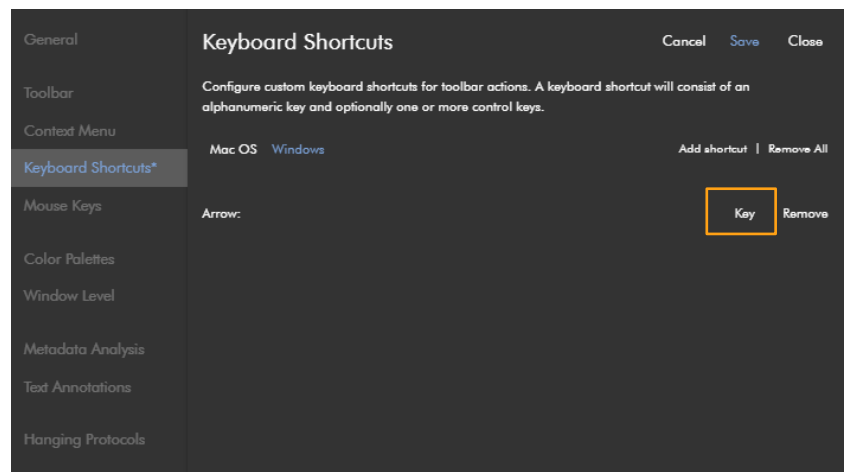 General
Toolbar
Context Menu
Keyboard Shortcuts*
Mouse Keys
Color Palettes
Window Level
Metadata Analysis
Text Annotations
Hanging Protocols
Keyboard Shortcuts
Cancel Save Close
Configure custom keyboard shortcuts for toolbar actions. A keyboard shortcut will consist of an
alphanumeric key and optionally one or more control keys.
Mac OS Windows
Add shortcut | Remove All
Arrow:
Key Remove